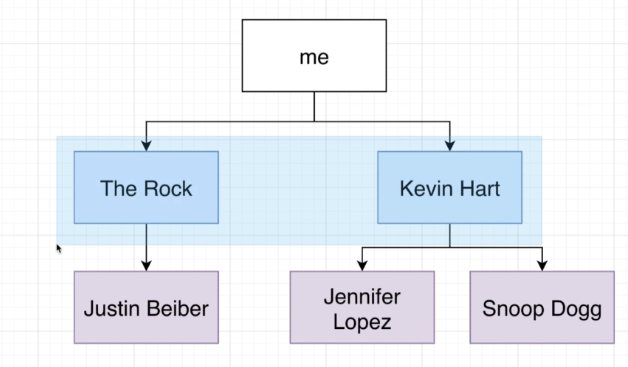 me
The Rock
Kevin Hart
Justin Beiber
Jennifer
Lopez
Snoop Dogg